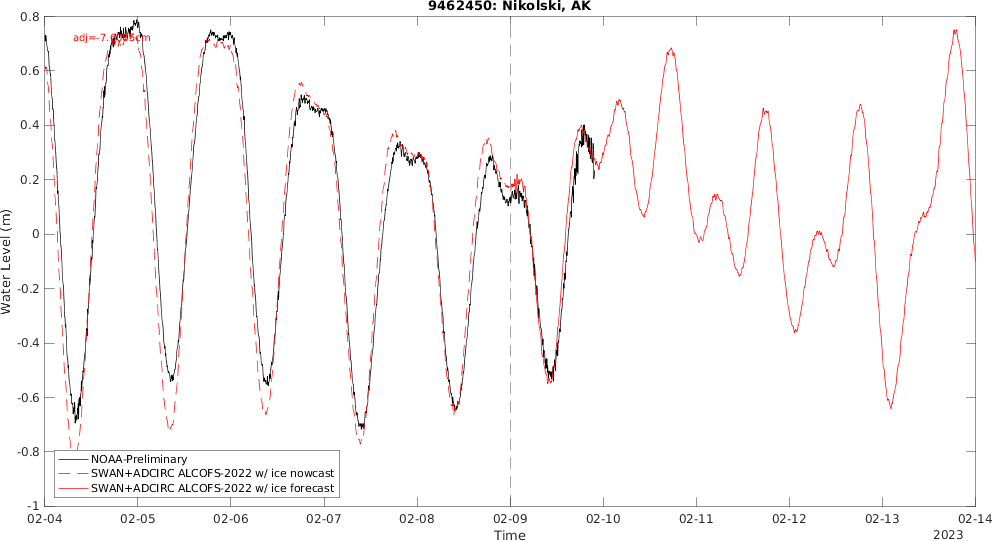 9462450: Nikolski, AK
0.8
0.6
0.4
0.2
0
-0.2
-0.4
-0.6
-0.8
-1
Water Level (m)
NOAA-Preliminary
SWAN+ADCIRC ALCOFS-2022 w/ ice nowcast
SWAN+ADCIRC ALCOFS-2022 w/ ice forecast
02-04 02-05 02-06 02-07 02-08 02-09 02-10 02-11 02-12 02-13 02-14
Time
2023